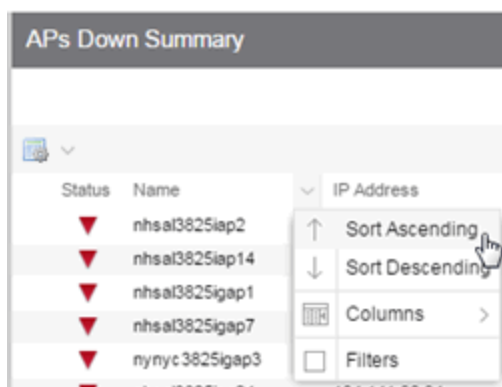 APs Down Summary
Status Name IP Address
nhsal3825iap2
Sort Ascending
nhsal3825iap14
Sort Descending
nhsal3825igap1
Columns
nhsal3825igap7
nynyc3825igap3
Filters